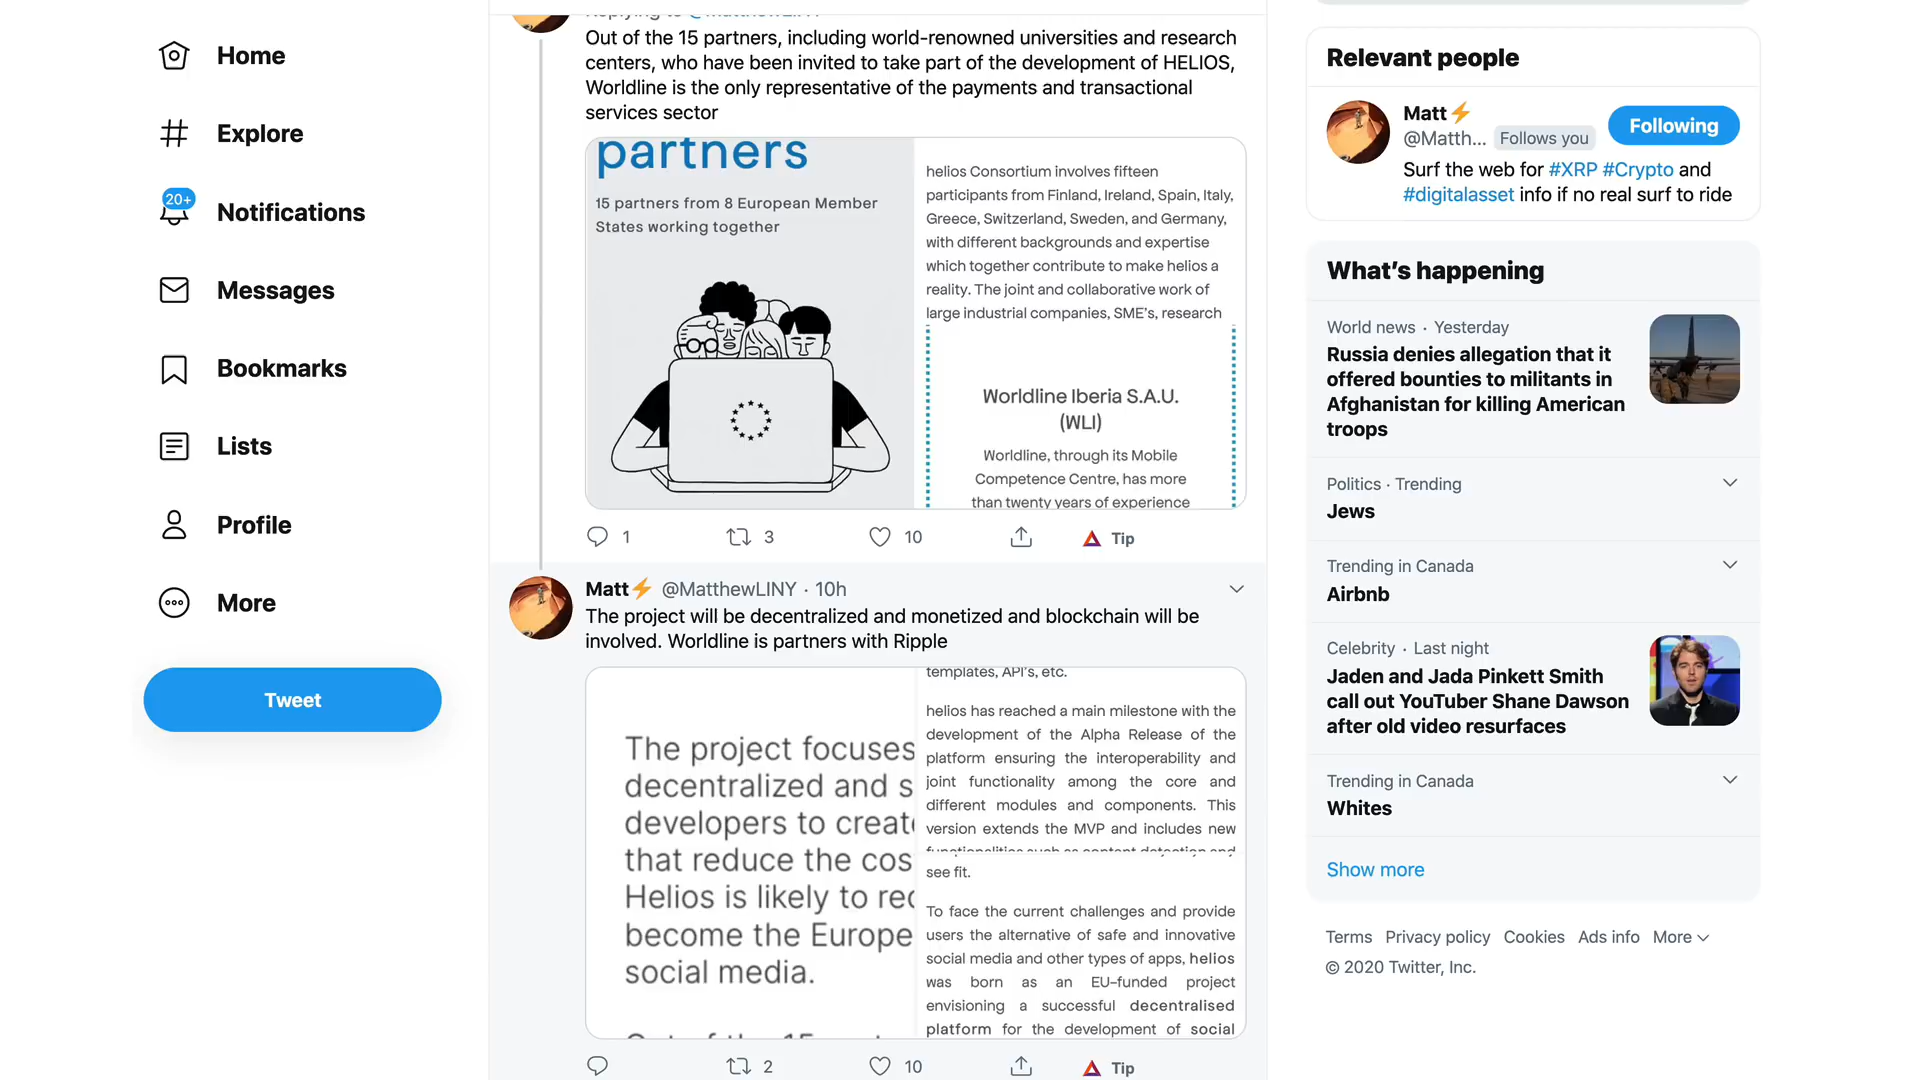 Home
Explore
20+
Notifications
Messages
Bookmarks
Lists
Profile
More
Tweet
Replying to @MatthewLINY
Out of the 15 partners, including world-renowned universities and research
centers, who have been invited to take part of the development of HELIOS,
Worldline is the only representative of the payments and transactional
services sector
partners
15 partners from 8 European Member
States working together
helios Consortium involves fifteen
participants from Finland, Ireland, Spain, Italy,
Greece, Switzerland, Sweden, and Germany,
with different backgrounds and expertise
which together contribute to make helios a
reality. The joint and collaborative work of
large industrial companies, SME's, research
Worldline Iberia S.A.U.
(WLI)
Worldline, through its Mobile
Competence Centre, has more
than twenty years of experience
1
3
10
Tip
Matt⚡ @MatthewLINY · 10h
The project will be decentralized and monetized and blockchain will be
involved. Worldline is partners with Ripple
The project focuses
decentralized and s
developers to creat
that reduce the cos
Helios is likely to rec
become the Europe
social media.
templates, API's, etc.
helios has reached a main milestone with the
development of the Alpha Release of the
platform ensuring the interoperability and
joint functionality among the core and
different modules and components. This
version extends the MVP and includes new
functionalities such as content detection and
see fit.
To face the current challenges and provide
users the alternative of safe and innovative
social media and other types of apps, helios
was born as an EU-funded project
envisioning a successful decentralised
platform for the development of social
2
10
Tip
Relevant people
Matt⚡
@Matth... Follows you
Following
Surf the web for #XRP #Crypto and
#digitalasset info if no real surf to ride
What's happening
World news · Yesterday
Russia denies allegation that it
offered bounties to militants in
Afghanistan for killing American
troops
Politics · Trending
Jews
Trending in Canada
Airbnb
Celebrity · Last night
Jaden and Jada Pinkett Smith
call out YouTuber Shane Dawson
after old video resurfaces
Trending in Canada
Whites
Show more
Terms Privacy policy Cookies Ads info More
© 2020 Twitter, Inc.